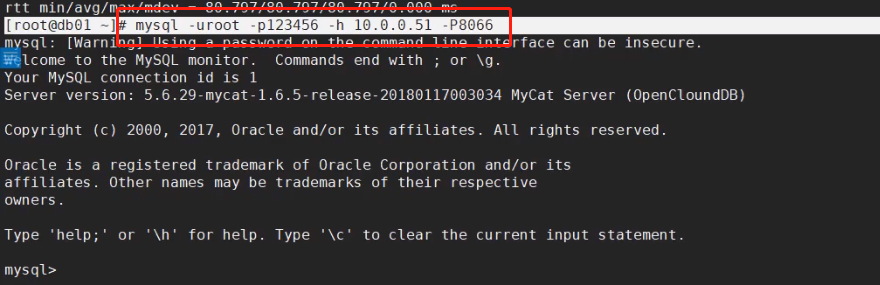 rtt min/avg/max/mdev = 80.797/80.797/80.797/0.000 ms
[root@db01 ~]# mysql -uroot -p123456 -h 10.0.0.51 -P8066
mysql: [Warning] Using a password on the command line interface can be insecure.
Welcome to the MySQL monitor.  Commands end with ; or \g.
Your MySQL connection id is 1
Server version: 5.6.29-mycat-1.6.5-release-20180117003034 MyCat Server (OpenCloundDB)
Copyright (c) 2000, 2017, Oracle and/or its affiliates. All rights reserved.
Oracle is a registered trademark of Oracle Corporation and/or its
affiliates. Other names may be trademarks of their respective
owners.
Type 'help;' or '\h' for help. Type '\c' to clear the current input statement.
mysql>